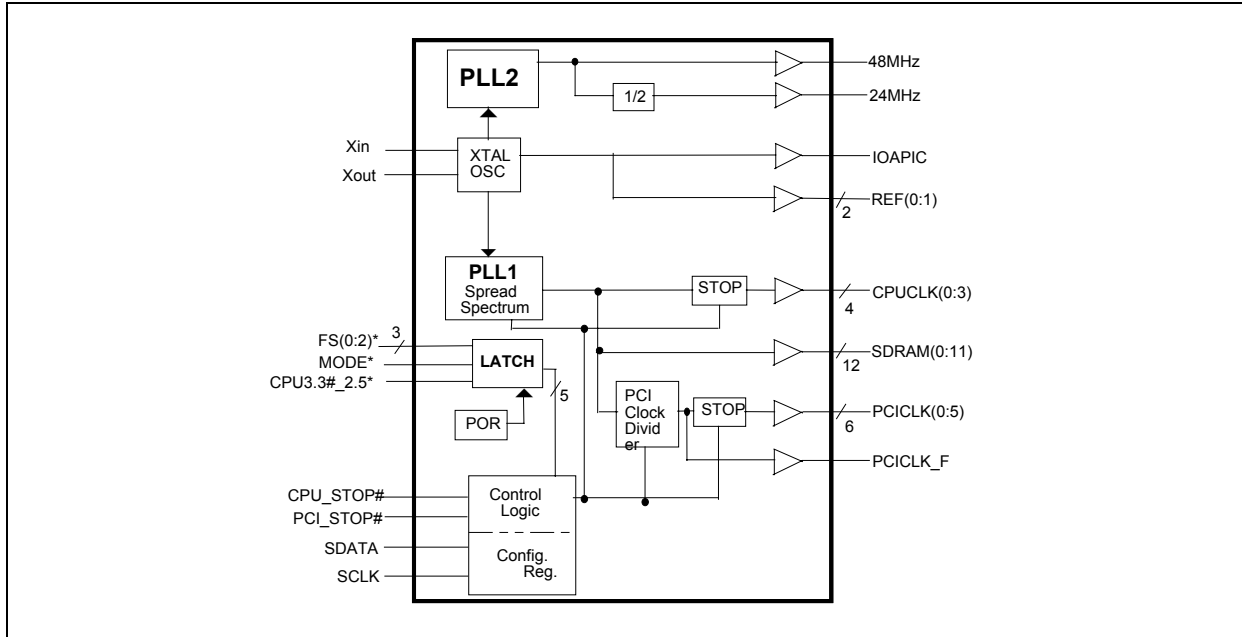 PLL2
48MHz
1/2
24MHz
Xin
Xout
XTAL
OSC
IOAPIC
REF(0:1)
2
PLL1
Spread
Spectrum
STOP
CPUCLK(0:3)
4
FS(0:2)*
3
MODE*
CPU3.3#_2.5*
LATCH
5
POR
SDRAM(0:11)
12
PCI
Clock
Divid
er
STOP
PCICLK(0:5)
6
PCICLK_F
CPU_STOP#
PCI_STOP#
SDATA
SCLK
Control
Logic
Config.
Reg.